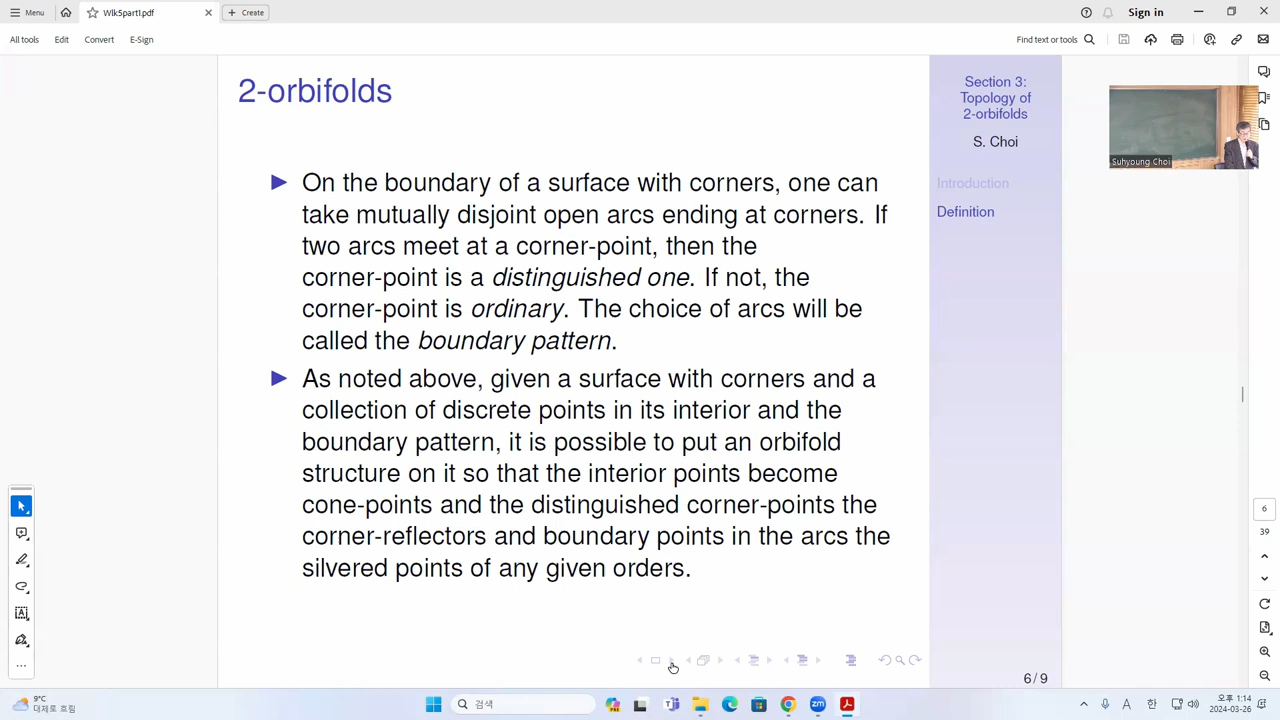 Menu
Wlk5partI.pdf
Create
Sign in
All tools
Edit
Convert
E-Sign
Find text or tools
2-orbifolds
On the boundary of a surface with corners, one can
take mutually disjoint open arcs ending at corners. If
two arcs meet at a corner-point, then the
corner-point is a distinguished one. If not, the
corner-point is ordinary. The choice of arcs will be
called the boundary pattern.
As noted above, given a surface with corners and a
collection of discrete points in its interior and the
boundary pattern, it is possible to put an orbifold
structure on it so that the interior points become
cone-points and the distinguished corner-points the
corner-reflectors and boundary points in the arcs the
silvered points of any given orders.
Section 3:
Topology of
2-orbifolds
S. Choi
Introduction
Definition
6/9
Suhyoung Choi
6
39
9°C
대체로 흐림
검색
A
한
오후 1:14
2024-03-26